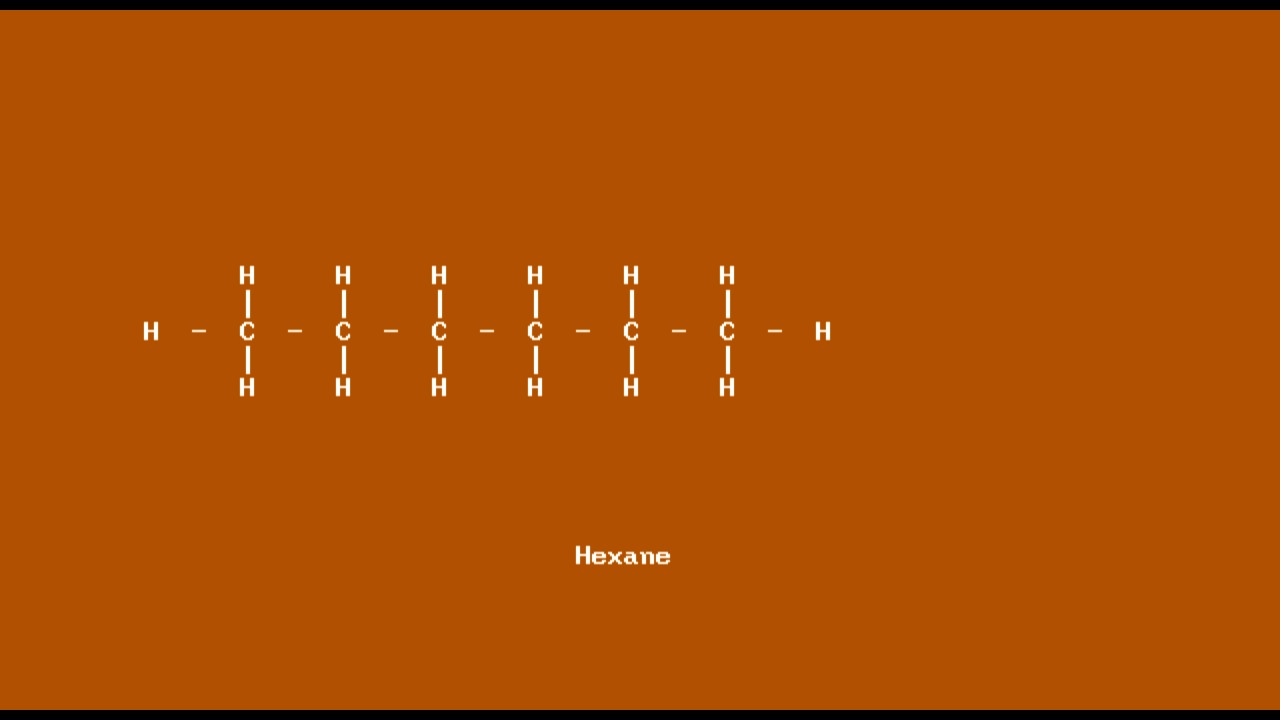 H H H H H H
| | | | | |
H - C - C - C - C - C - C - H
| | | | | |
H H H H H H
Hexane